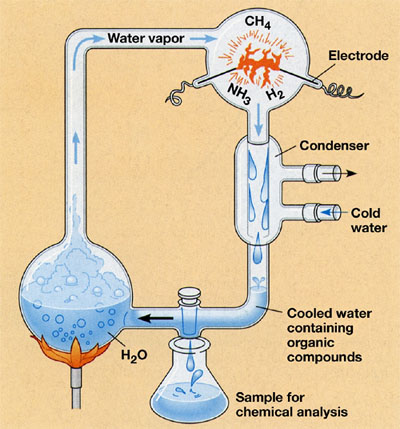 CH₄
Water vapor
Electrode
NH₃
H₂
Condenser
Cold
water
Cooled water
containing
organic
compounds
H₂O
Sample for
chemical analysis